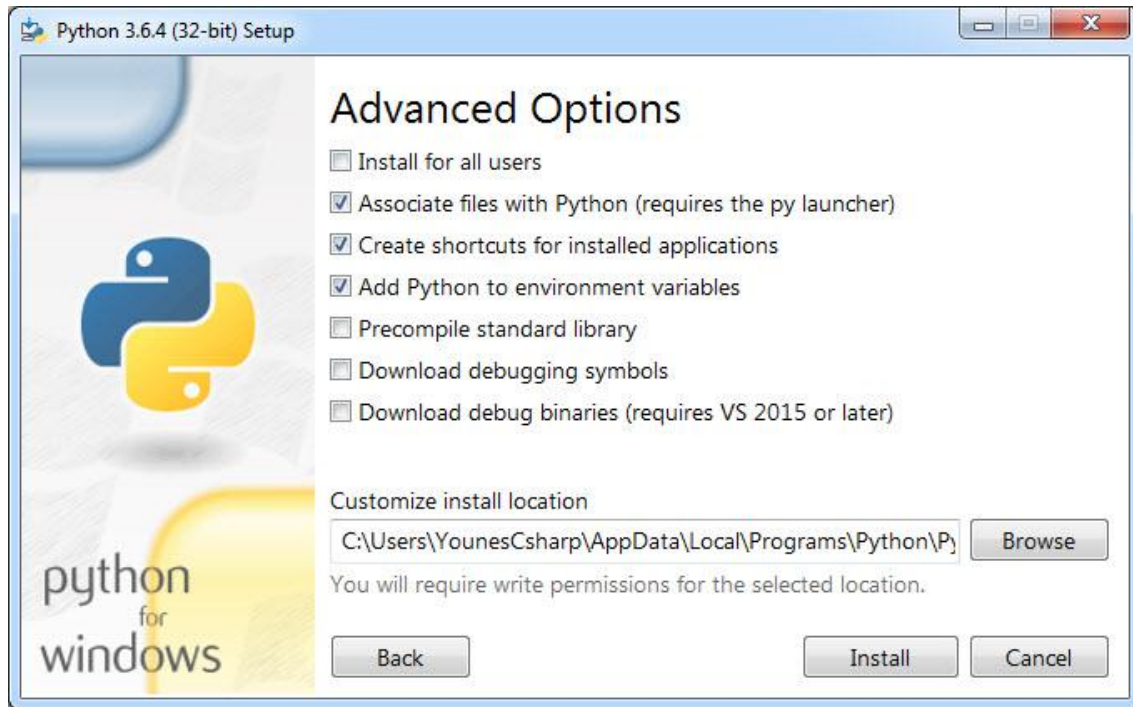 Python 3.6.4 (32-bit) Setup
Advanced Options
Install for all users
Associate files with Python (requires the py launcher)
Create shortcuts for installed applications
Add Python to environment variables
Precompile standard library
Download debugging symbols
Download debug binaries (requires VS 2015 or later)
Customize install location
C:\Users\YounesCsharp\AppData\Local\Programs\Python\Py
Browse
You will require write permissions for the selected location.
python
for
windows
Back
Install
Cancel